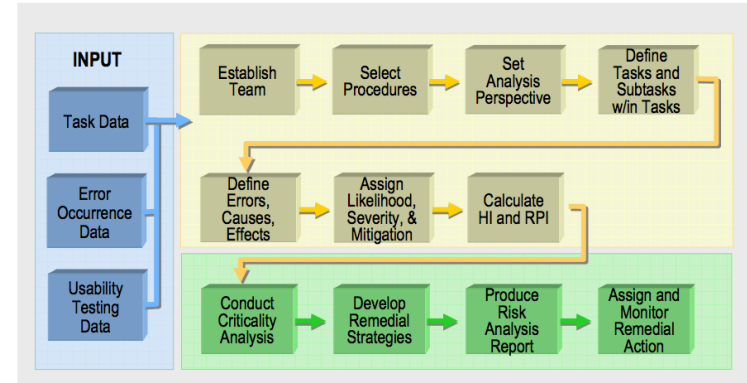 INPUT
Task Data
Error
Occurrence
Data
Usability
Testing
Data
Establish
Team
Select
Procedures
Set
Analysis
Perspective
Define
Tasks and
Subtasks
w/in Tasks
Define
Errors,
Causes,
Effects
Assign
Likelihood,
Severity, &
Mitigation
Calculate
HI and RPI
Conduct
Criticality
Analysis
Develop
Remedial
Strategies
Produce
Risk
Analysis
Report
Assign and
Monitor
Remedial
Action